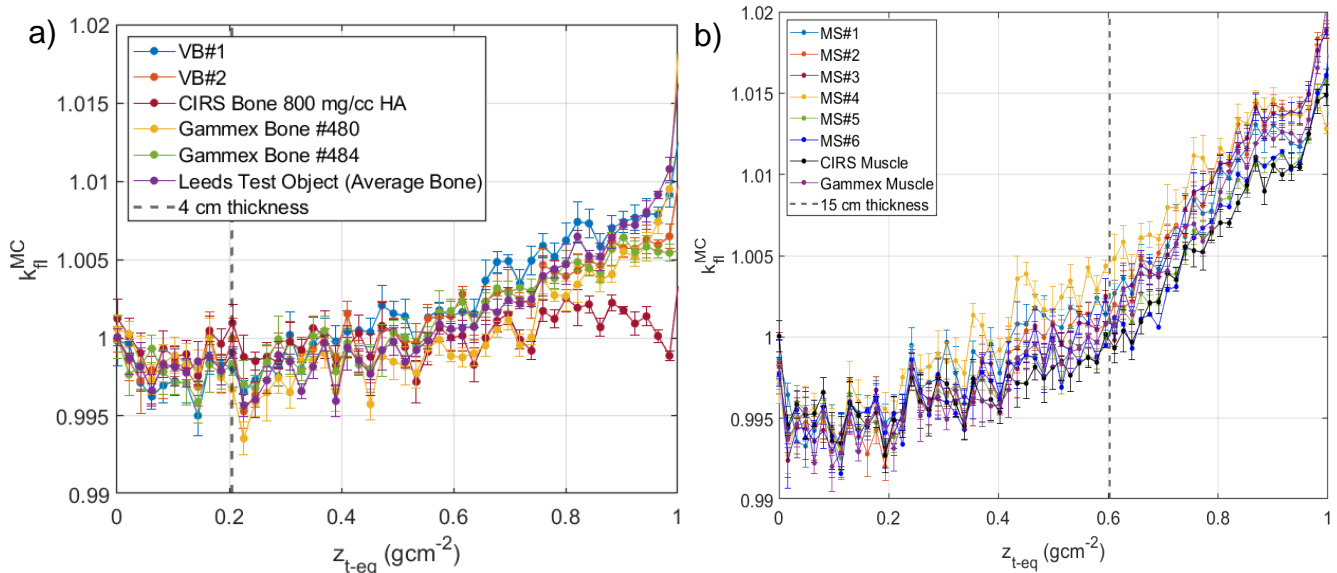 a)
1.02
1.015
1.01
1.005
1
0.995
0.99
k_fl^MC
VB#1
VB#2
CIRS Bone 800 mg/cc HA
Gammex Bone #480
Gammex Bone #484
Leeds Test Object (Average Bone)
4 cm thickness
0 0.2 0.4 0.6 0.8 1
z_t-eq (gcm^-2)
b)
1.02
1.015
1.01
1.005
1
0.995
0.99
k_fl^MC
MS#1
MS#2
MS#3
MS#4
MS#5
MS#6
CIRS Muscle
Gammex Muscle
15 cm thickness
0 0.2 0.4 0.6 0.8 1
z_t-eq (gcm^-2)